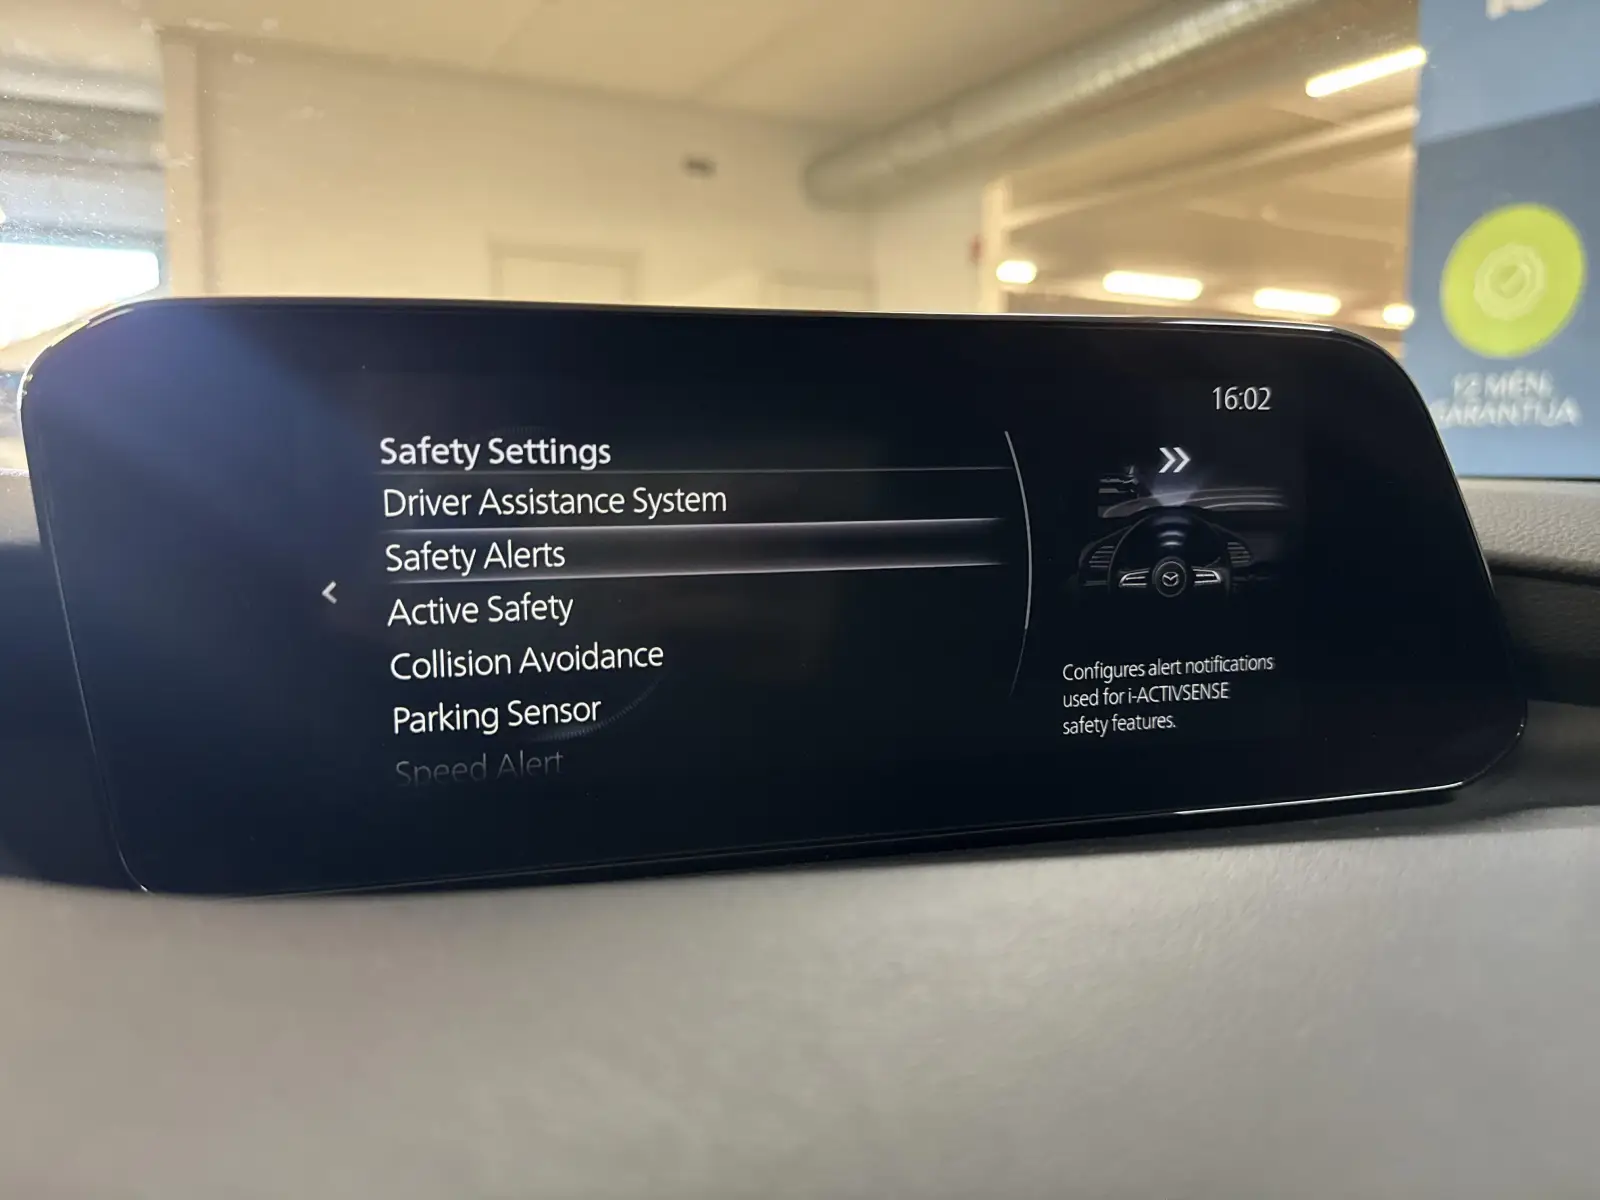 16:02
Safety Settings
Driver Assistance System
Safety Alerts
Active Safety
Collision Avoidance
Parking Sensor
Speed Alert
Configures alert notifications
used for i-ACTIVSENSE
safety features.
12 MĒN.
GARANTIJA